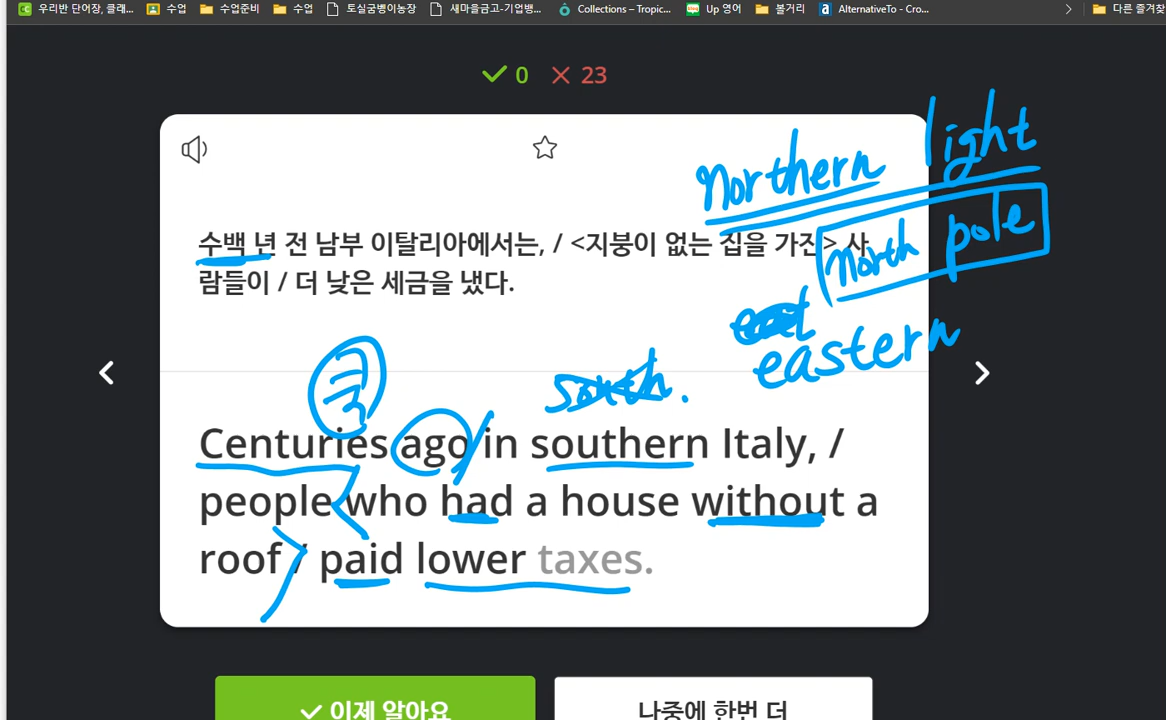 우리반 단어장, 클래... 수업 수업준비 수업 토실굼벵이농장 새마을금고-기업뱅... Collections – Tropic... Up 영어 볼거리 AlternativeTo - Cro... 다른 즐겨찾
0 23
northern light
수백 년 전 남부 이탈리아에서는, / <지붕이 없는 집을 가진> 사
north pole
람들이 / 더 낮은 세금을 냈다.
eastern
south.
Centuries ago in southern Italy, /
people who had a house without a
roof / paid lower taxes.
이제 알아요 나중에 한번 더